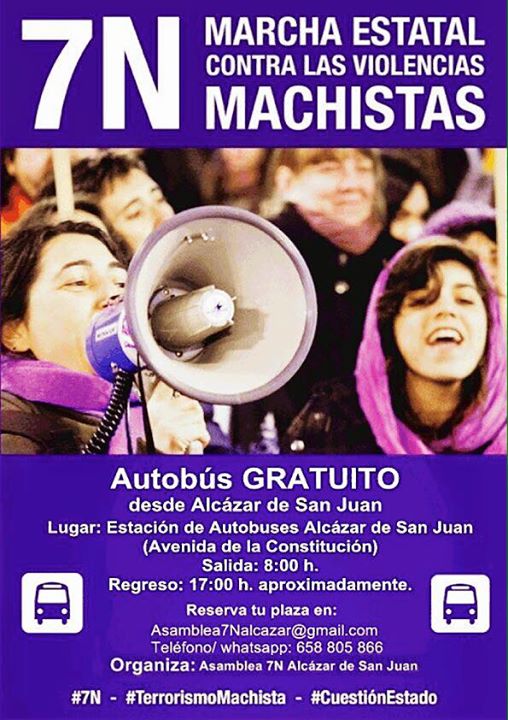 7N
MARCHA ESTATAL
CONTRA LAS VIOLENCIAS
MACHISTAS
Autobús GRATUITO
desde Alcázar de San Juan
Lugar: Estación de Autobuses Alcázar de San Juan
(Avenida de la Constitución)
Salida: 8:00 h.
Regreso: 17:00 h. aproximadamente.
Reserva tu plaza en:
Asamblea7Nalcazar@gmail.com
Teléfono/ whatsapp: 658 805 866
Organiza: Asamblea 7N Alcázar de San Juan
#7N - #TerrorismoMachista - #CuestiónEstado